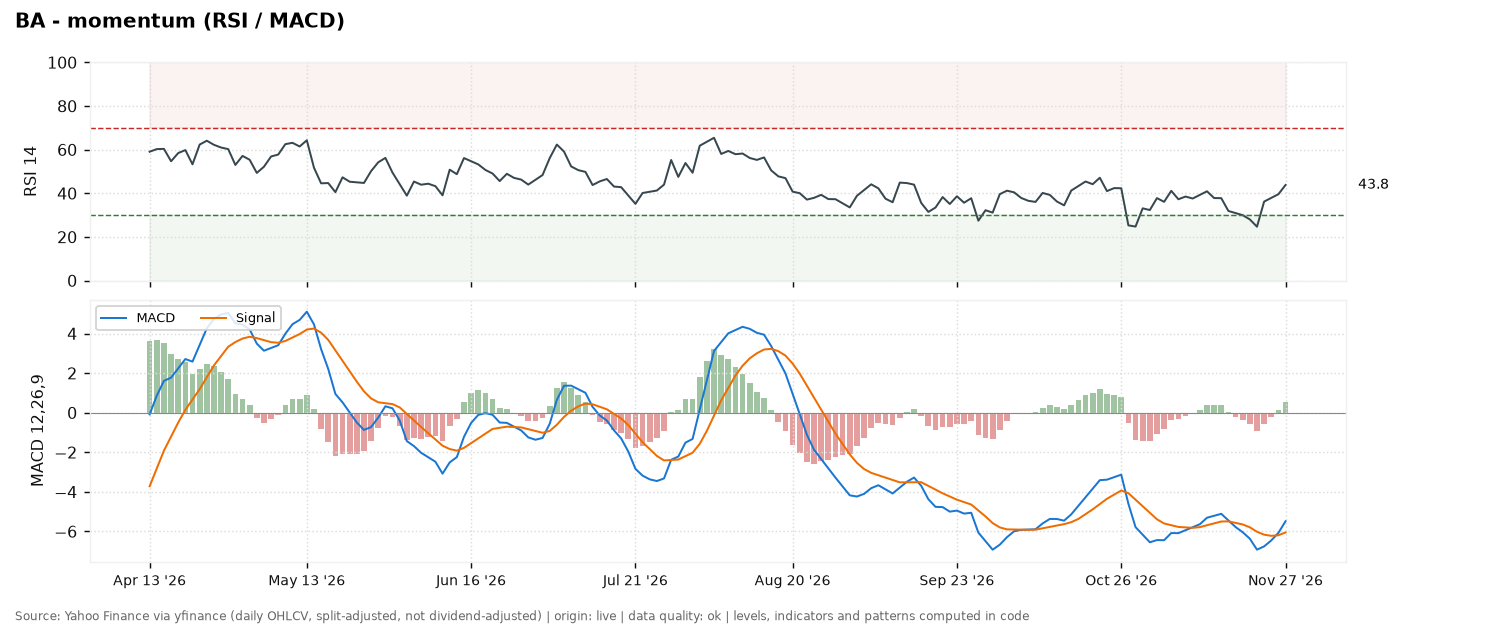 BA - momentum (RSI / MACD)
100
80
60
40
20
0
RSI 14
43.8
MACD
Signal
4
2
0
−2
−4
−6
MACD 12,26,9
Apr 13 '26
May 13 '26
Jun 16 '26
Jul 21 '26
Aug 20 '26
Sep 23 '26
Oct 26 '26
Nov 27 '26
Source: Yahoo Finance via yfinance (daily OHLCV, split-adjusted, not dividend-adjusted) | origin: live | data quality: ok | levels, indicators and patterns computed in code